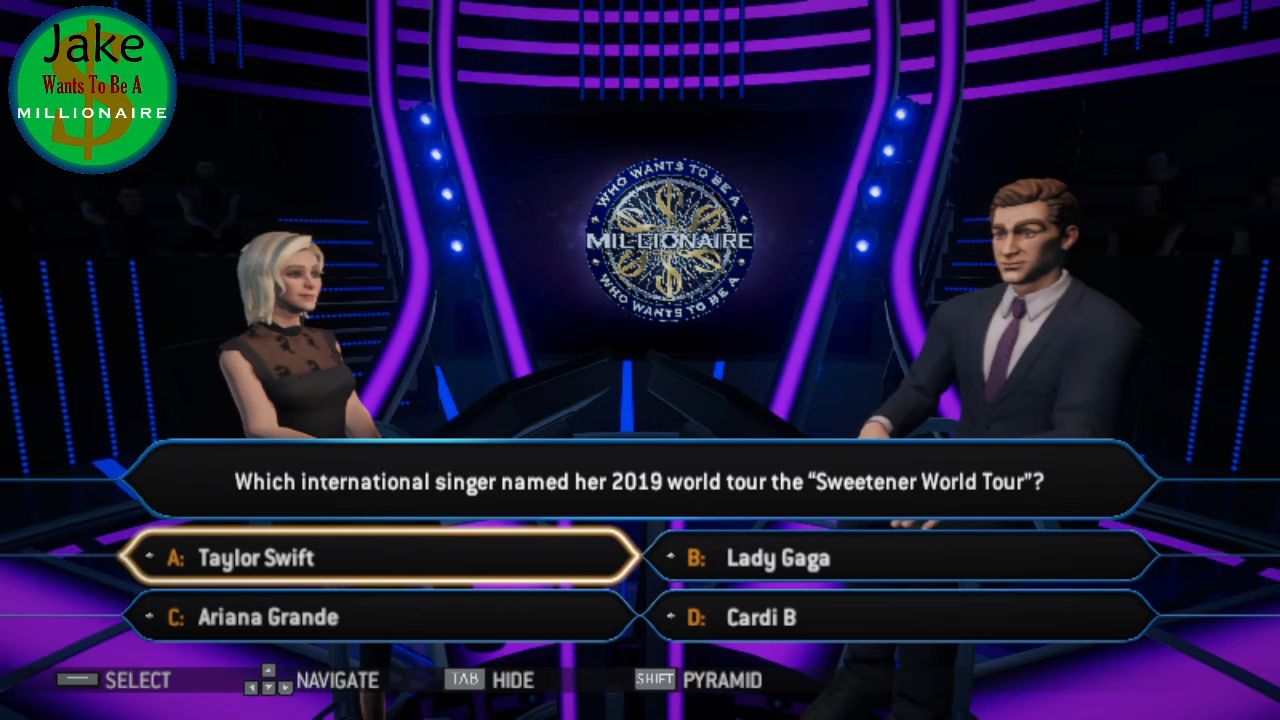 Jake
Wants To Be A
MILLIONAIRE
WHO WANTS TO BE A
MILLIONAIRE
WHO WANTS TO BE A
Which international singer named her 2019 world tour the “Sweetener World Tour”?
A: Taylor Swift
B: Lady Gaga
C: Ariana Grande
D: Cardi B
SELECT
NAVIGATE
TAB HIDE
SHIFT PYRAMID